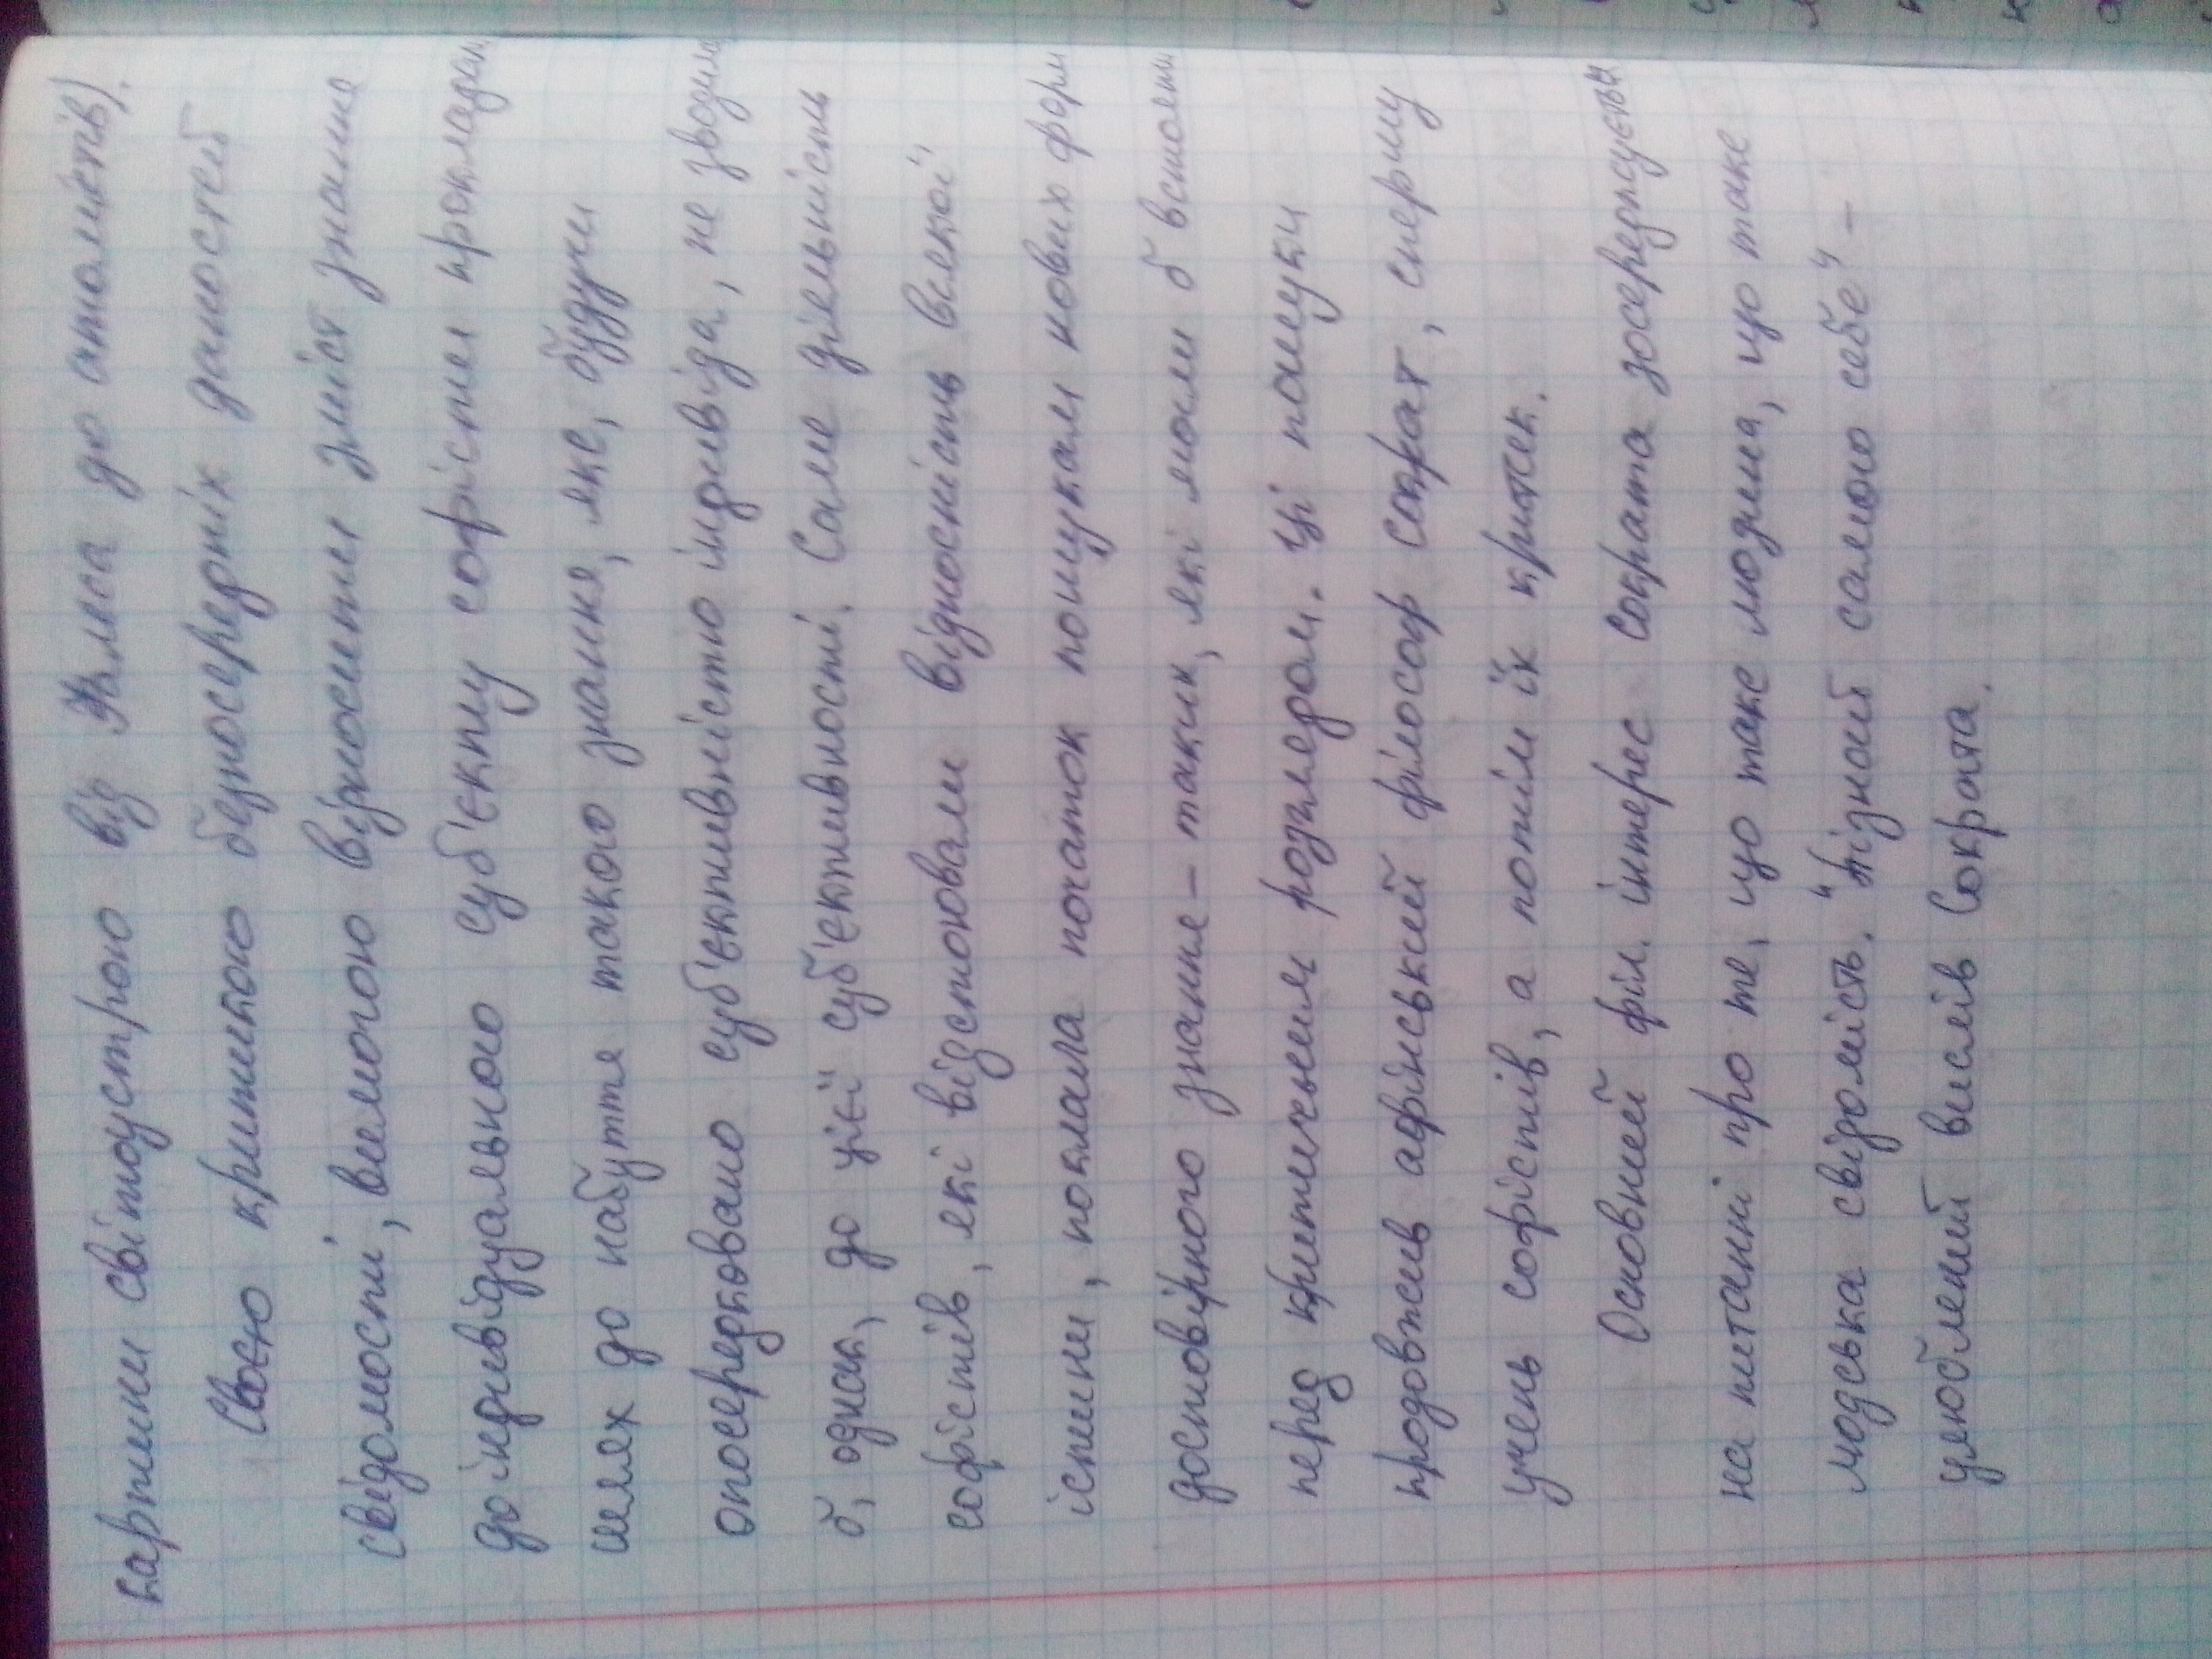 картини світоустрою від Фалеса до атомістів).
Своєю критикою безпосередніх даностей
свідомості, вимогою відносити зміст знання
до індивідуального суб'єкту софісти прокладали
шлях до набуття такого знання, яке, будучи
опосередковано суб'єктивністю індивіда, не зводило
б, однак, до цієї суб'єктивності. Саме діяльність
софістів, які відстоювали відносність всякої
істини, поклала початок пошукам нових форм
достовірного знання – таких, які могли б встояти
перед критичним розглядом. Ці пошуки
продовжив афінський філософ Сократ, спершу
учень софістів, а потім їх критик.
Основний філ. інтерес Сократа зосереджується
на питанні про те, що таке людина, що таке
людська свідомість. "Пізнай самого себе" –
улюблений вислів Сократа.